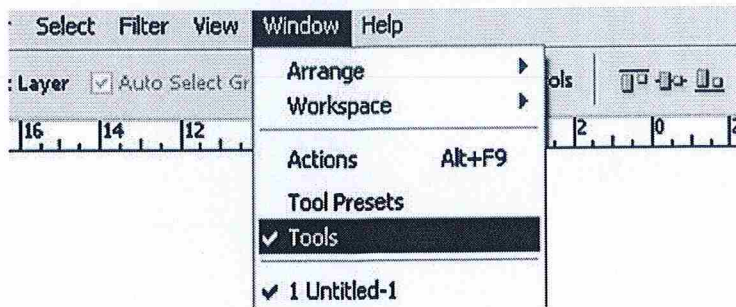 Select Filter View Window Help
Layer Auto Select Gr ols
Arrange
Workspace
16 14 12 2 0 2
Actions Alt+F9
Tool Presets
Tools
1 Untitled-1